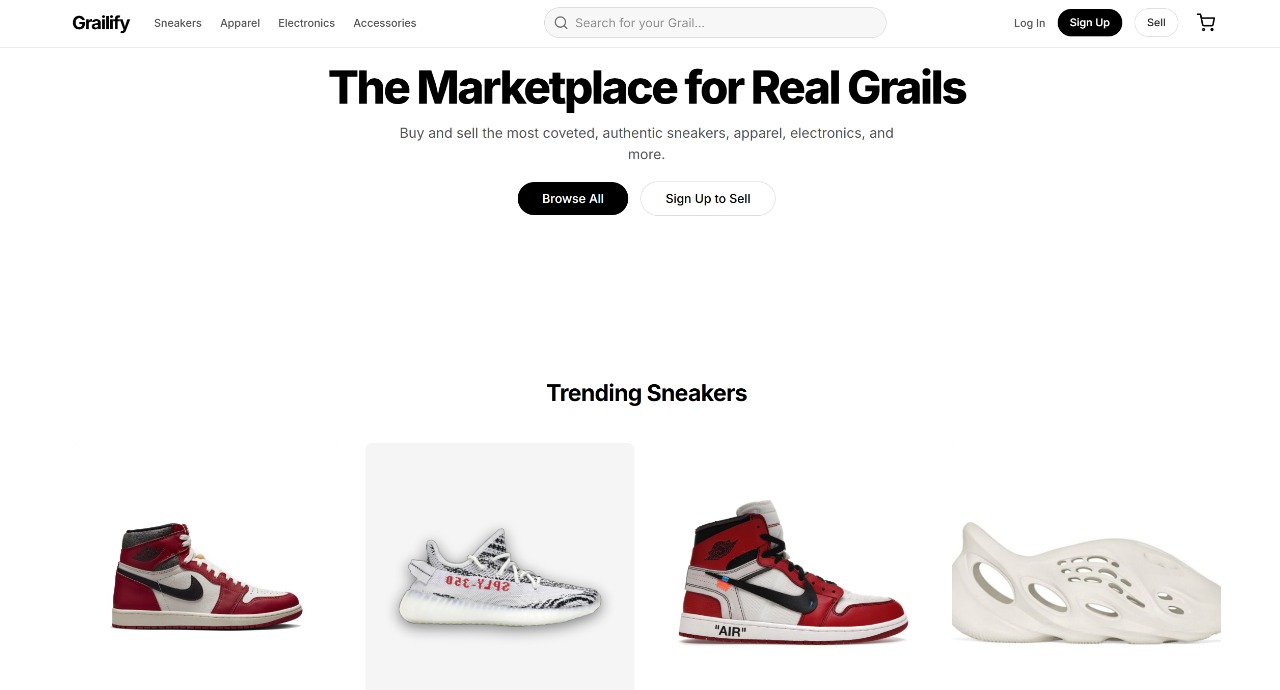 Grailify
Sneakers
Apparel
Electronics
Accessories
Search for your Grail...
Log In
Sign Up
Sell
The Marketplace for Real Grails
Buy and sell the most coveted, authentic sneakers, apparel, electronics, and
more.
Browse All
Sign Up to Sell
Trending Sneakers
SPLY-350
"AIR"